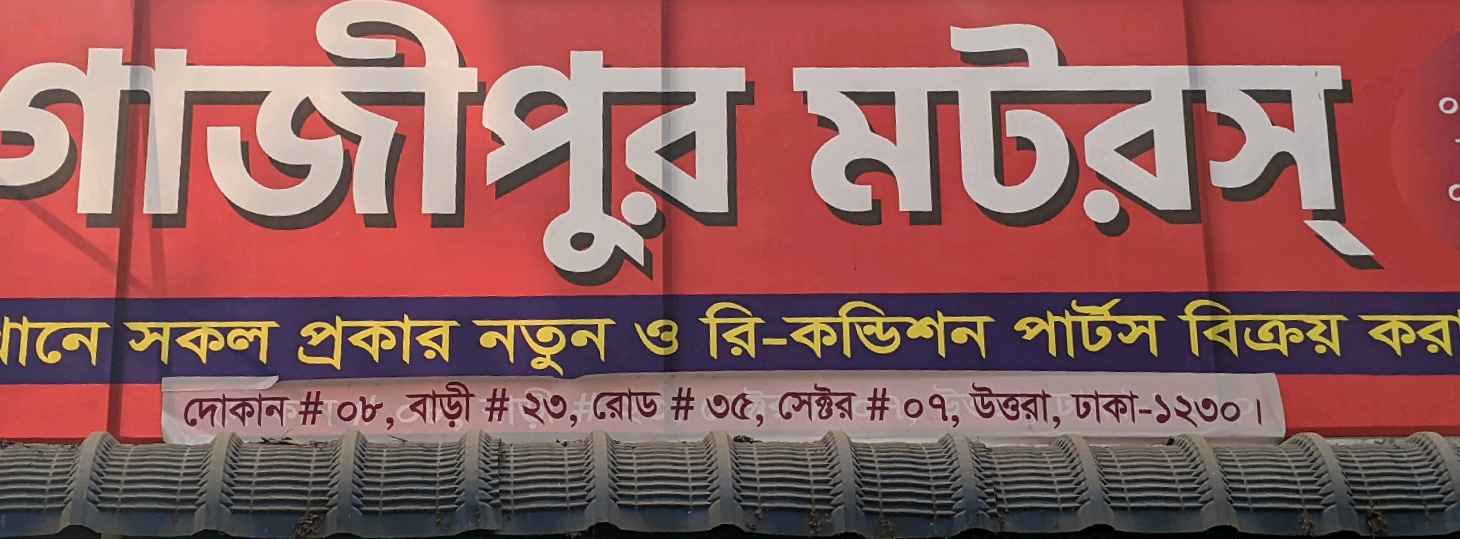 গাজীপুর মটরস্
সকল প্রকার নতুন ও রি-কন্ডিশন পার্টস বিক্রয়
দোকান # ০৮, বাড়ী # ২৩, রোড # ৩৫, সেক্টর # ০৭, উত্তরা, ঢাকা-১২৩০।